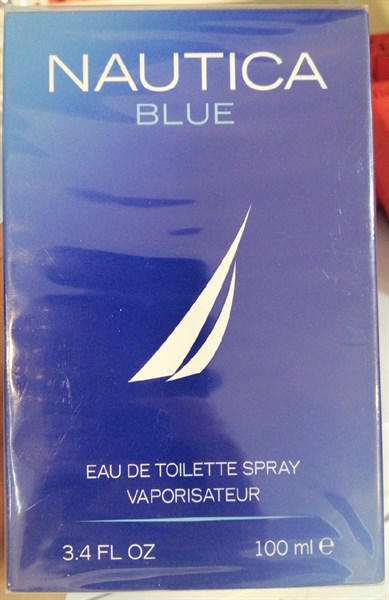 NAUTICA
BLUE
EAU DE TOILETTE SPRAY
VAPORISATEUR
3.4 FL OZ 100 ml ℮